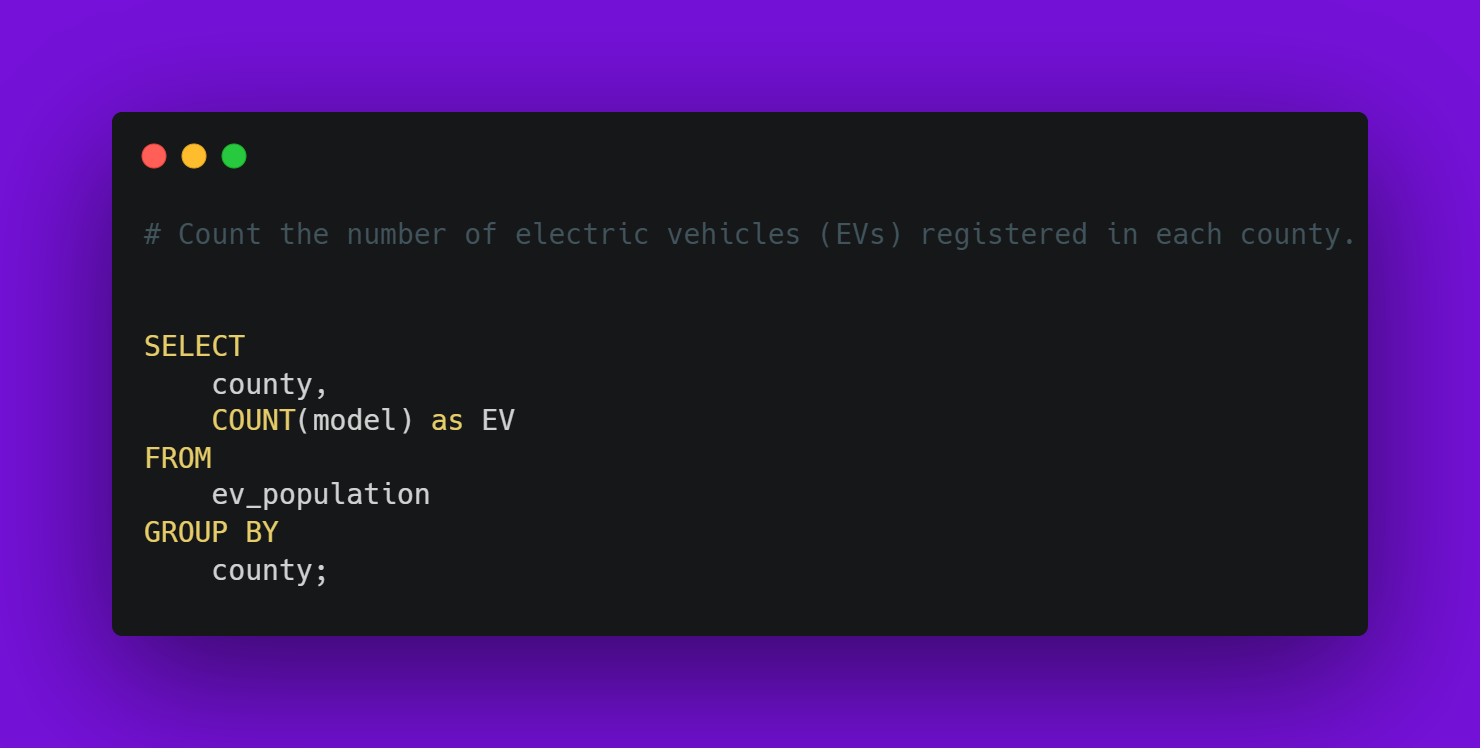 # Count the number of electric vehicles (EVs) registered in each county.
SELECT
    county,
    COUNT(model) as EV
FROM
    ev_population
GROUP BY
    county;